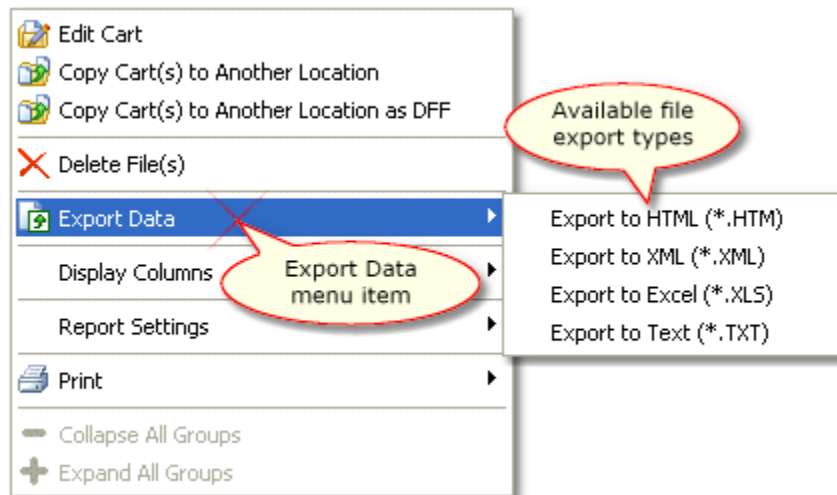 Edit Cart
Copy Cart(s) to Another Location
Copy Cart(s) to Another Location as DFF
Delete File(s)
Export Data
Display Columns
Report Settings
Print
Collapse All Groups
Expand All Groups
Available file
export types
Export to HTML (*.HTM)
Export to XML (*.XML)
Export to Excel (*.XLS)
Export to Text (*.TXT)
Export Data
menu item